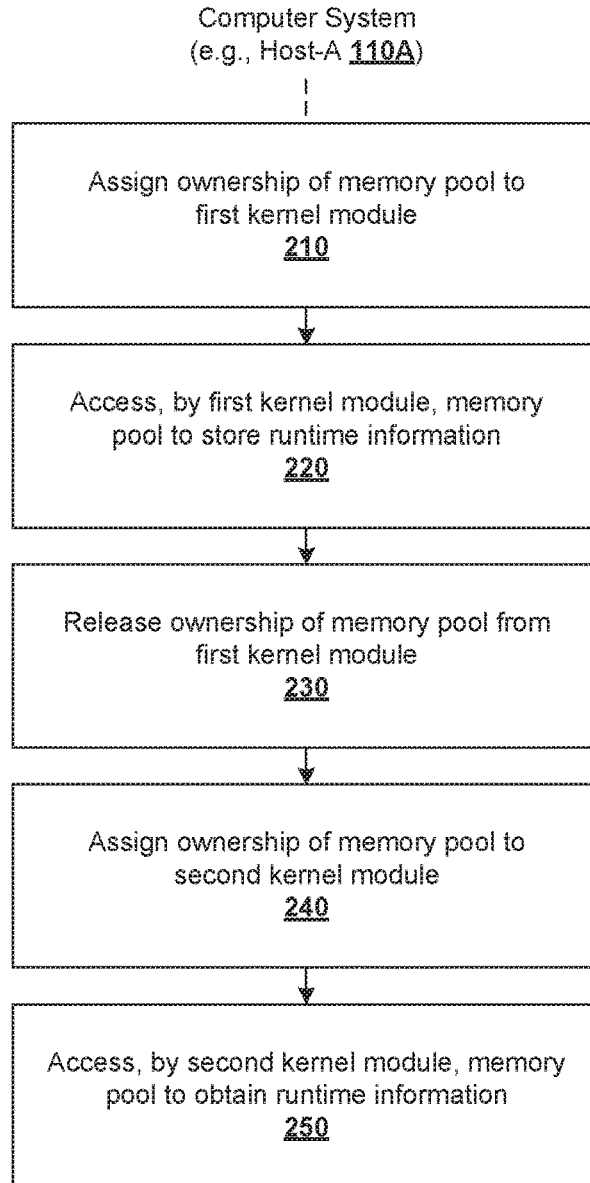 Computer System
(e.g., Host-A 110A)
Assign ownership of memory pool to
first kernel module
210
Access, by first kernel module, memory
pool to store runtime information
220
Release ownership of memory pool from
first kernel module
230
Assign ownership of memory pool to
second kernel module
240
Access, by second kernel module, memory
pool to obtain runtime information
250